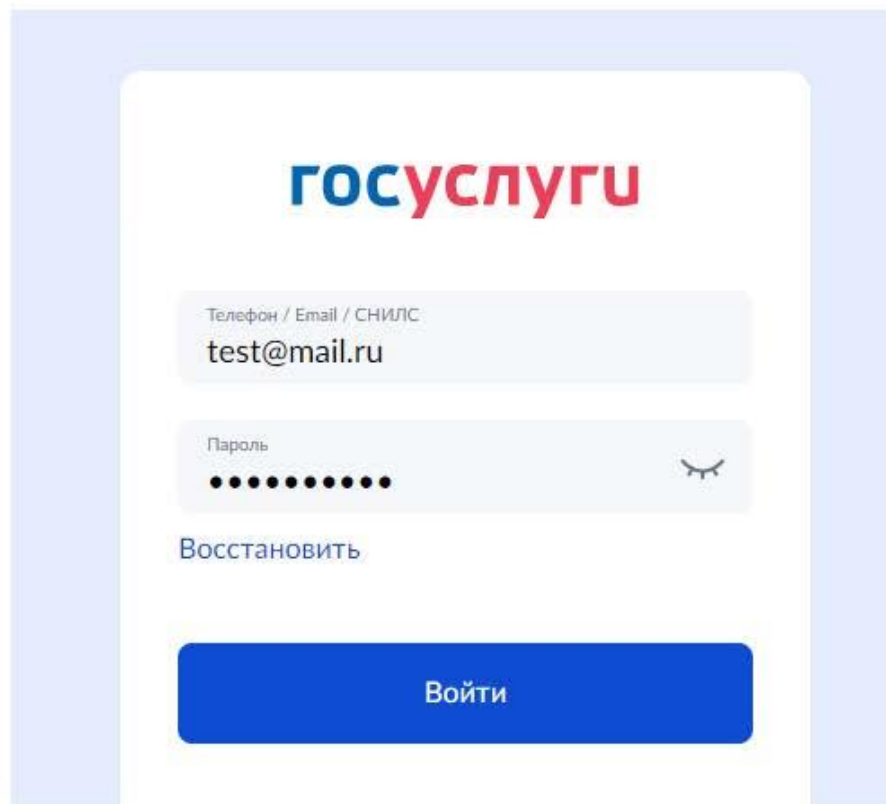 госуслуги
Телефон / Email / СНИЛС
test@mail.ru
Пароль
••••••••••
Восстановить
Войти